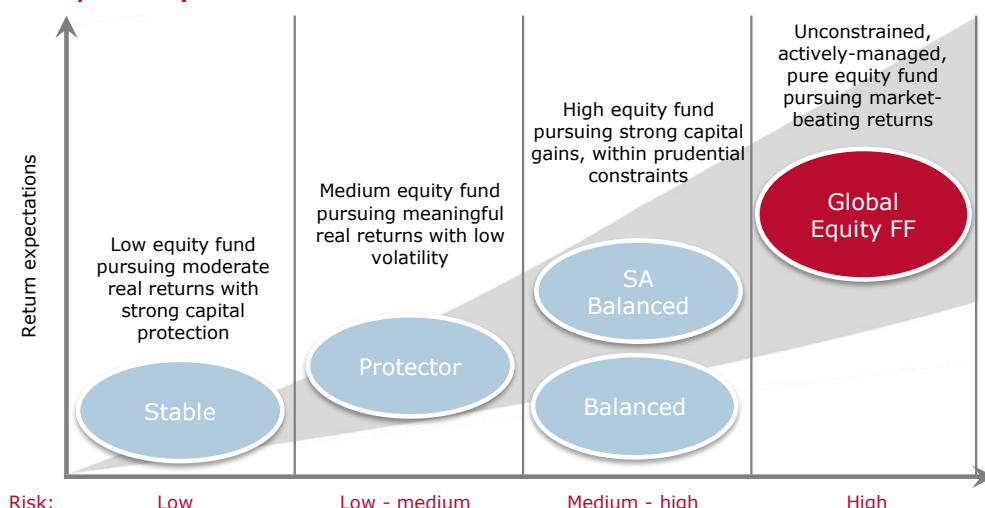 Unconstrained,
actively-managed,
pure equity fund
pursuing market-
beating returns
High equity fund
pursuing strong capital
gains, within prudential
constraints
Medium equity fund
pursuing meaningful
real returns with low
volatility
Low equity fund
pursuing moderate
real returns with
strong capital
protection
Return expectations
Global
Equity FF
SA
Balanced
Protector
Balanced
Stable
Risk: Low Low - medium Medium - high High